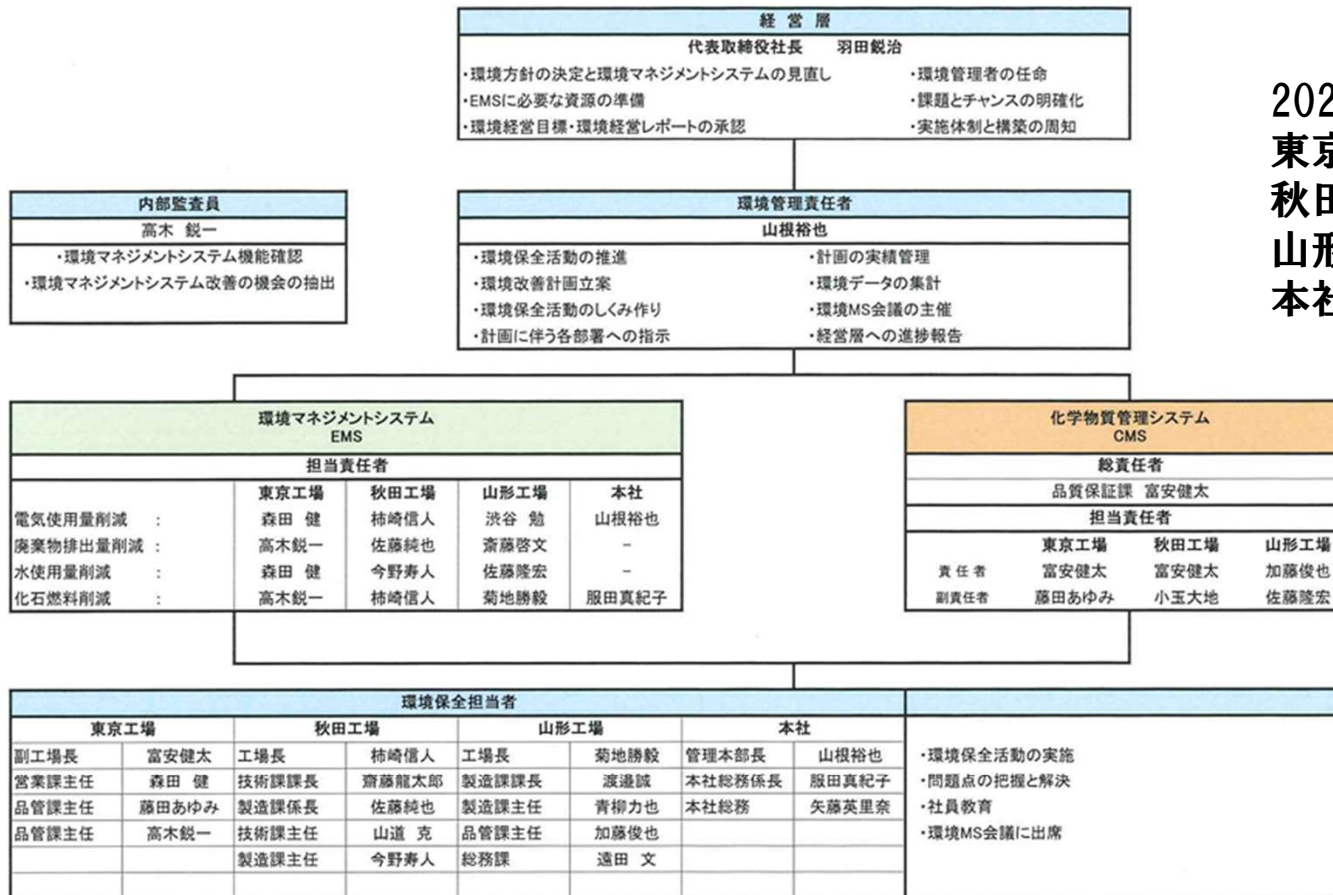 経 営 層
代表取締役社長 羽田鋭治
・環境方針の決定と環境マネジメントシステムの見直し ・環境管理者の任命
・EMSに必要な資源の準備 ・課題とチャンスの明確化
・環境経営目標・環境経営レポートの承認 ・実施体制と構築の周知
202
東京
秋田
山形
本社
内部監査員
高木 鋭一
・環境マネジメントシステム機能確認
・環境マネジメントシステム改善の機会の抽出
環境管理責任者
山根裕也
・環境保全活動の推進 ・計画の実績管理
・環境改善計画立案 ・環境データの集計
・環境保全活動のしくみ作り ・環境MS会議の主催
・計画に伴う各部署への指示 ・経営層への進捗報告
環境マネジメントシステム
EMS
担当責任者
東京工場 秋田工場 山形工場 本社
電気使用量削減 : 森田 健 柿崎信人 渋谷 勉 山根裕也
廃棄物排出量削減 : 高木鋭一 佐藤純也 斎藤啓文 −
水使用量削減 : 森田 健 今野寿人 佐藤隆宏 −
化石燃料削減 : 高木鋭一 柿崎信人 菊地勝毅 服田真紀子
化学物質管理システム
CMS
総責任者
品質保証課 富安健太
担当責任者
東京工場 秋田工場 山形工場
責任者 富安健太 富安健太 加藤俊也
副責任者 藤田あゆみ 小玉大地 佐藤隆宏
環境保全担当者
東京工場 秋田工場 山形工場 本社
副工場長 富安健太 工場長 柿崎信人 工場長 菊地勝毅 管理本部長 山根裕也
営業課主任 森田 健 技術課課長 齋藤龍太郎 製造課課長 渡邉誠 本社総務係長 服田真紀子
品管課主任 藤田あゆみ 製造課係長 佐藤純也 製造課主任 青柳力也 本社総務 矢藤英里奈
品管課主任 高木鋭一 技術課主任 山道 克 品管課主任 加藤俊也
製造課主任 今野寿人 総務課 遠田 文
・環境保全活動の実施
・問題点の把握と解決
・社員教育
・環境MS会議に出席